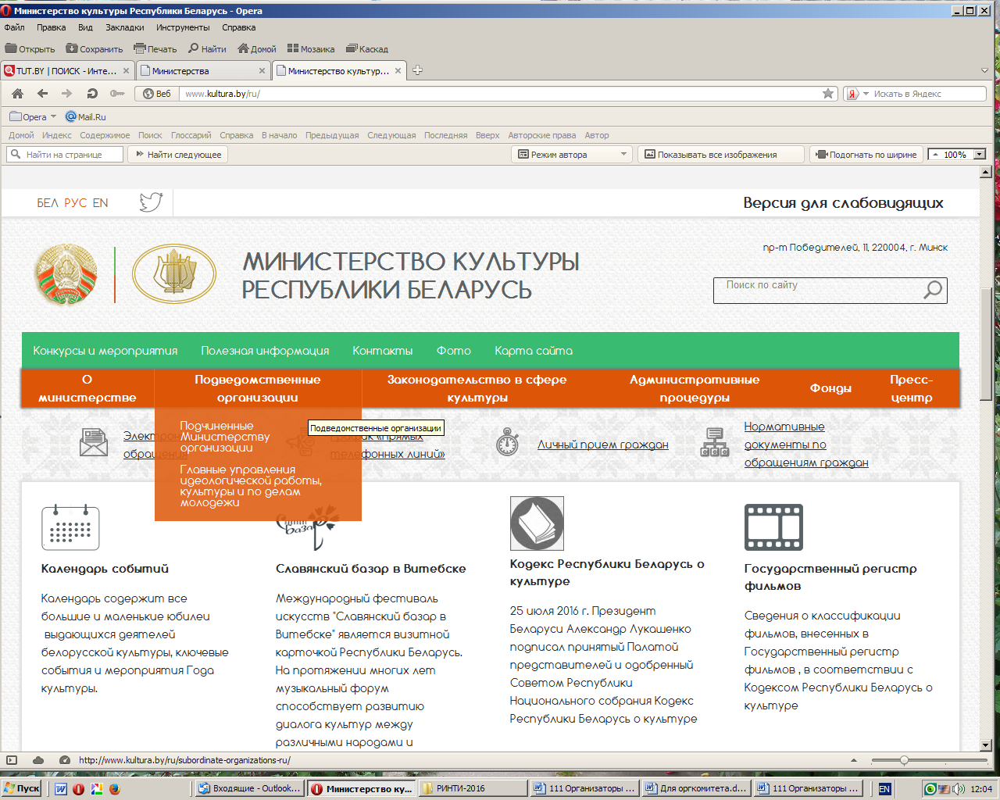 Министерство культуры Республики Беларусь - Opera
Файл Правка Вид Закладки Инструменты Справка
Открыть Сохранить Печать Найти Домой Мозаика Каскад
TUT.BY | ПОИСК - Инте... Министерства Министерство культур...
Веб www.kultura.by/ru/ Искать в Яндекс
Opera Mail.Ru
Домой Индекс Содержимое Поиск Глоссарий Справка В начало Предыдущая Следующая Последняя Вверх Авторские права Автор
Найти на странице Найти следующее Режим автора Показывать все изображения Подогнать по ширине 100%
БЕЛ РУС EN Версия для слабовидящих
пр-т Победителей, 11, 220004, г. Минск
МИНИСТЕРСТВО КУЛЬТУРЫ
РЕСПУБЛИКИ БЕЛАРУСЬ
Поиск по сайту
Конкурсы и мероприятия Полезная информация Контакты Фото Карта сайта
О министерстве
Подведомственные организации
Законодательство в сфере культуры
Административные процедуры
Фонды
Пресс-центр
Подчиненные
Министерству
организации
Главные управления
идеологической работы,
культуры и по делам
молодежи
Подведомственные организации
обращения
телефонных линий»
Личный прием граждан
Нормативные
документы по
обращениям граждан
Календарь событий
Календарь содержит все
большие и маленькие юбилеи
выдающихся деятелей
белорусской культуры, ключевые
события и мероприятия Года
культуры.
базар
Славянский базар в Витебске
Международный фестиваль
искусств "Славянский базар в
Витебске" является визитной
карточкой Республики Беларусь.
На протяжении многих лет
музыкальный форум
способствует развитию
диалога культур между
различными народами и
Кодекс Республики Беларусь о
культуре
25 июля 2016 г. Президент
Беларуси Александр Лукашенко
подписал принятый Палатой
представителей и одобренный
Советом Республики
Национального собрания Кодекс
Республики Беларусь о культуре
Государственный регистр
фильмов
Сведения о классификации
фильмов, внесенных в
Государственный регистр
фильмов , в соответствии с
Кодексом Республики Беларусь о
культуре
http://www.kultura.by/ru/subordinate-organizations-ru/
Пуск Входящие - Outlook... Министерство ку... РИНТИ-2016 111 Организаторы ... Для оргкомитета.d... 111 Организаторы ... EN 12:04